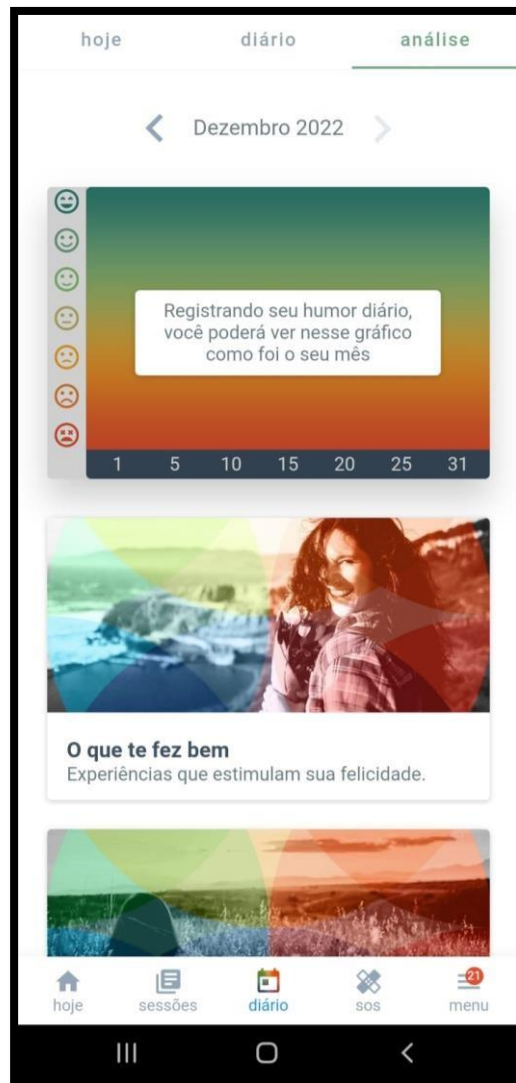 hoje diário análise
Dezembro 2022
Registrando seu humor diário,
você poderá ver nesse gráfico
como foi o seu mês
1 5 10 15 20 25 31
O que te fez bem
Experiências que estimulam sua felicidade.
21
hoje sessões diário sos menu